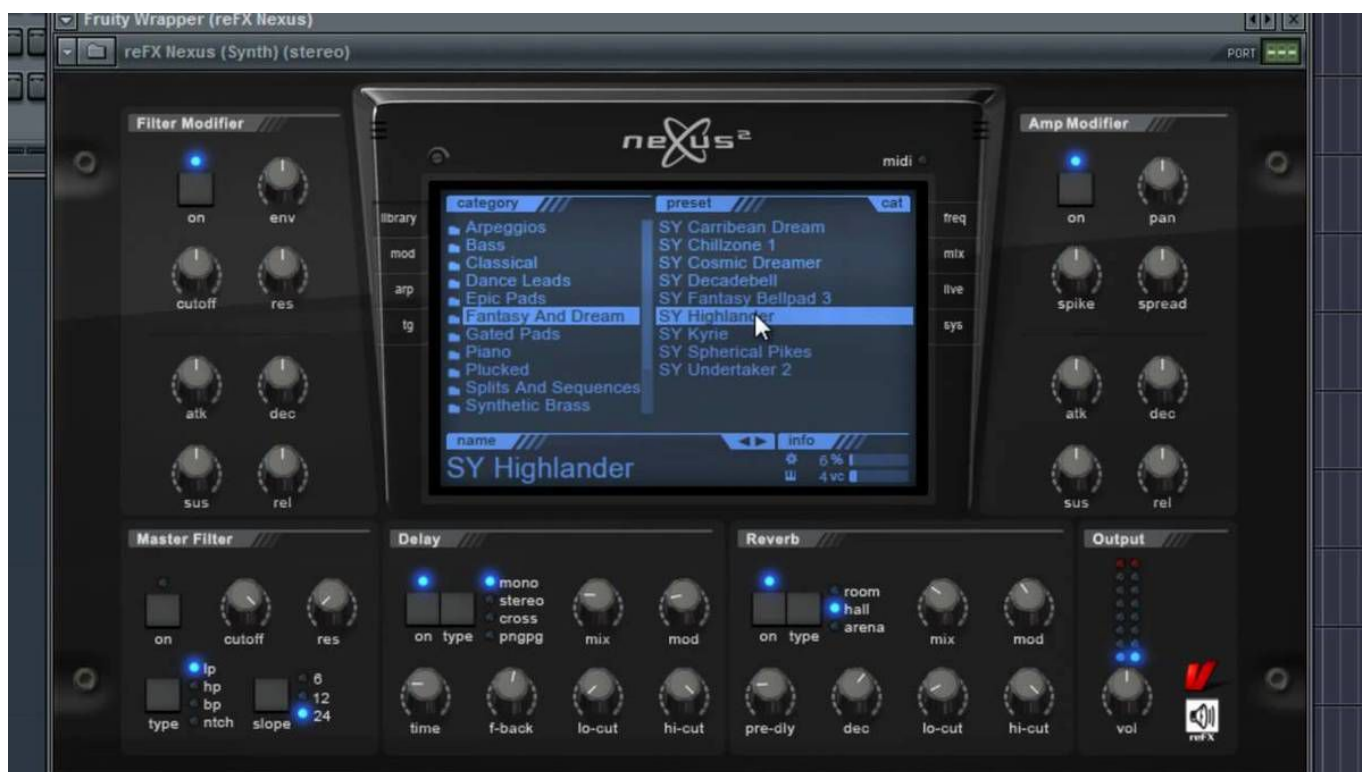 Fruity Wrapper (reFX Nexus)
reFX Nexus (Synth) (stereo)
PORT
---
Filter Modifier
on
env
cutoff
res
atk
dec
sus
rel
library
mod
arp
tg
nexus²
midi
category
Arpeggios
Bass
Classical
Dance Leads
Epic Pads
Fantasy And Dream
Gated Pads
Piano
Plucked
Splits And Sequences
Synthetic Brass
preset
cat
SY Carribean Dream
SY Chillzone 1
SY Cosmic Dreamer
SY Decadebell
SY Fantasy Bellpad 3
SY Highlander
SY Kyrie
SY Spherical Pikes
SY Undertaker 2
name
SY Highlander
info
6 %
4 vc
freq
mix
live
sys
Amp Modifier
on
pan
spike
spread
atk
dec
sus
rel
Master Filter
on
cutoff
res
type
lp
hp
bp
ntch
slope
6
12
24
Delay
on
type
mono
stereo
cross
pngpg
mix
mod
time
f-back
lo-cut
hi-cut
Reverb
on
type
room
hall
arena
mix
mod
pre-dly
dec
lo-cut
hi-cut
Output
vol
reFX